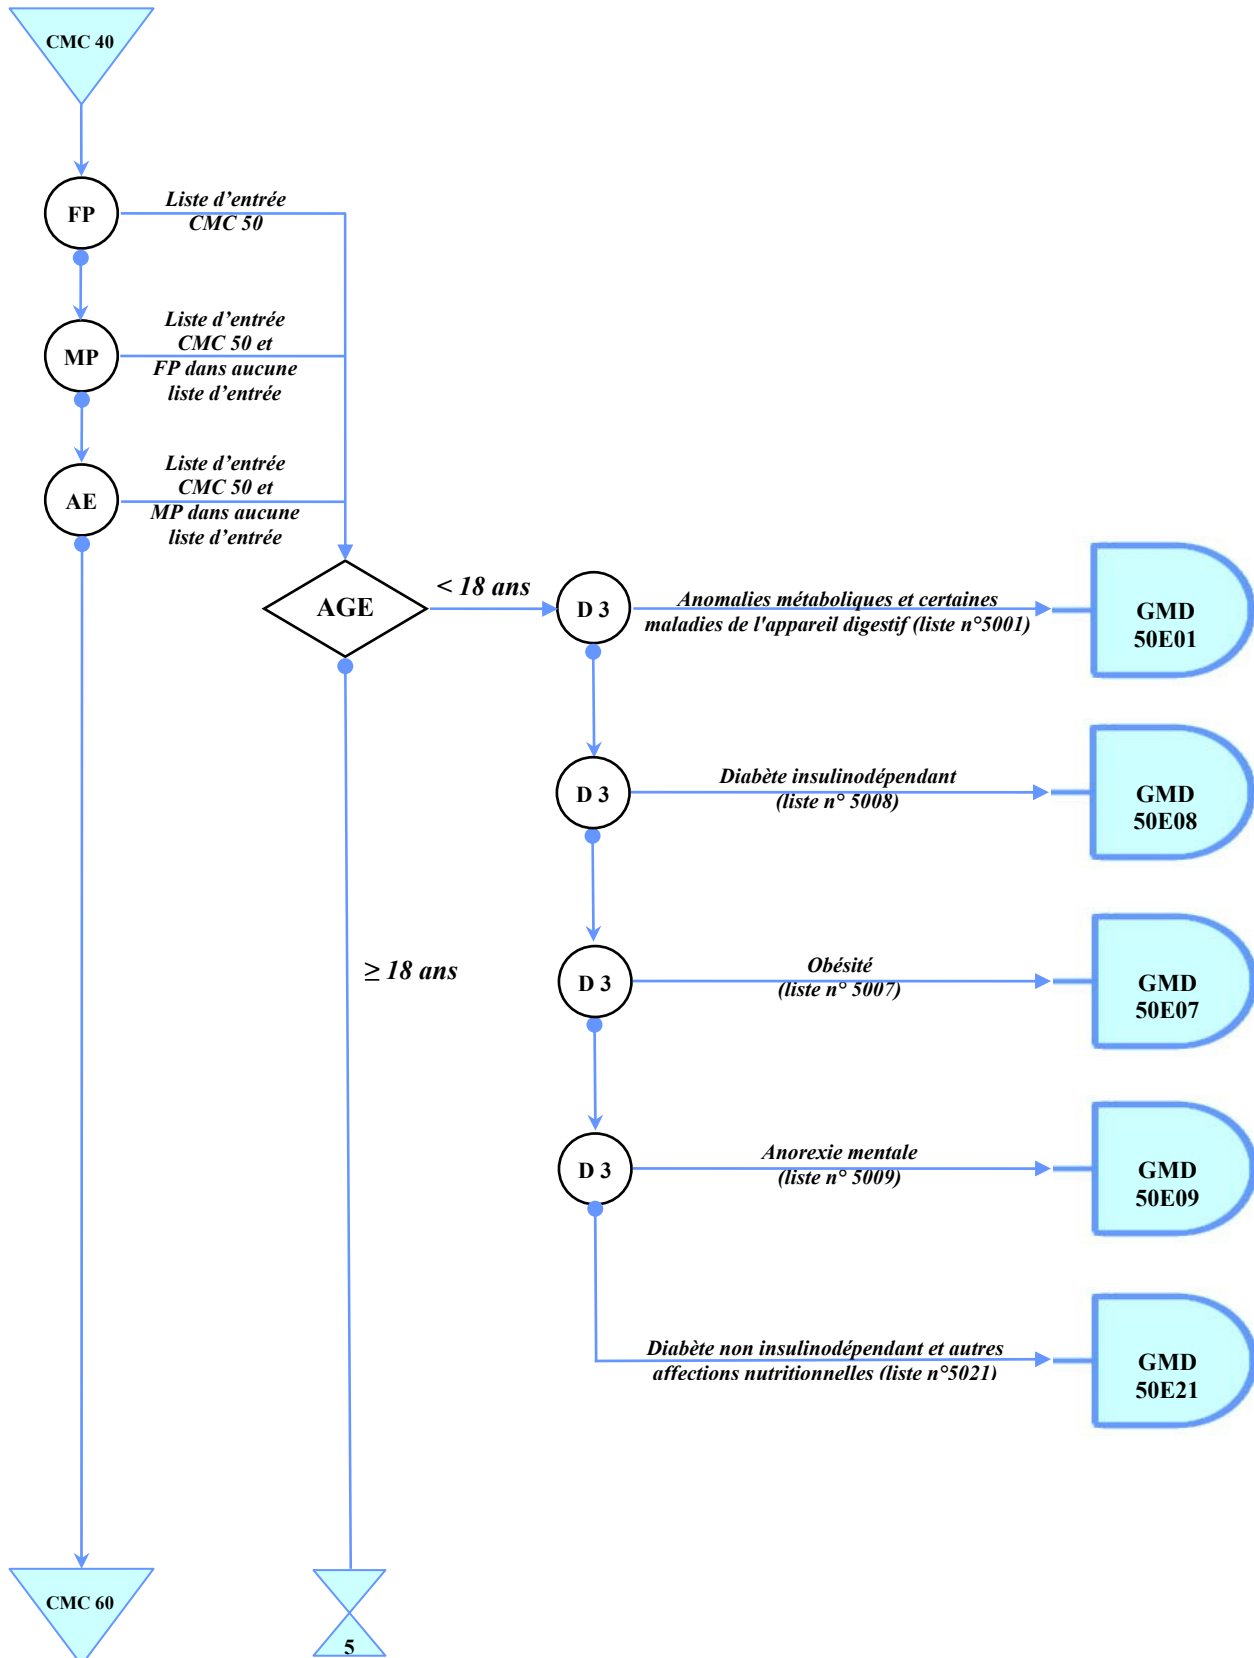 CMC 40
FP
Liste d'entrée
CMC 50
MP
Liste d'entrée
CMC 50 et
FP dans aucune
liste d'entrée
AE
Liste d'entrée
CMC 50 et
MP dans aucune
liste d'entrée
AGE
< 18 ans
D 3
Anomalies métaboliques et certaines
maladies de l'appareil digestif (liste n°5001)
GMD
50E01
D 3
Diabète insulinodépendant
(liste n° 5008)
GMD
50E08
≥ 18 ans
D 3
Obésité
(liste n° 5007)
GMD
50E07
D 3
Anorexie mentale
(liste n° 5009)
GMD
50E09
Diabète non insulinodépendant et autres
affections nutritionnelles (liste n°5021)
GMD
50E21
CMC 60
5